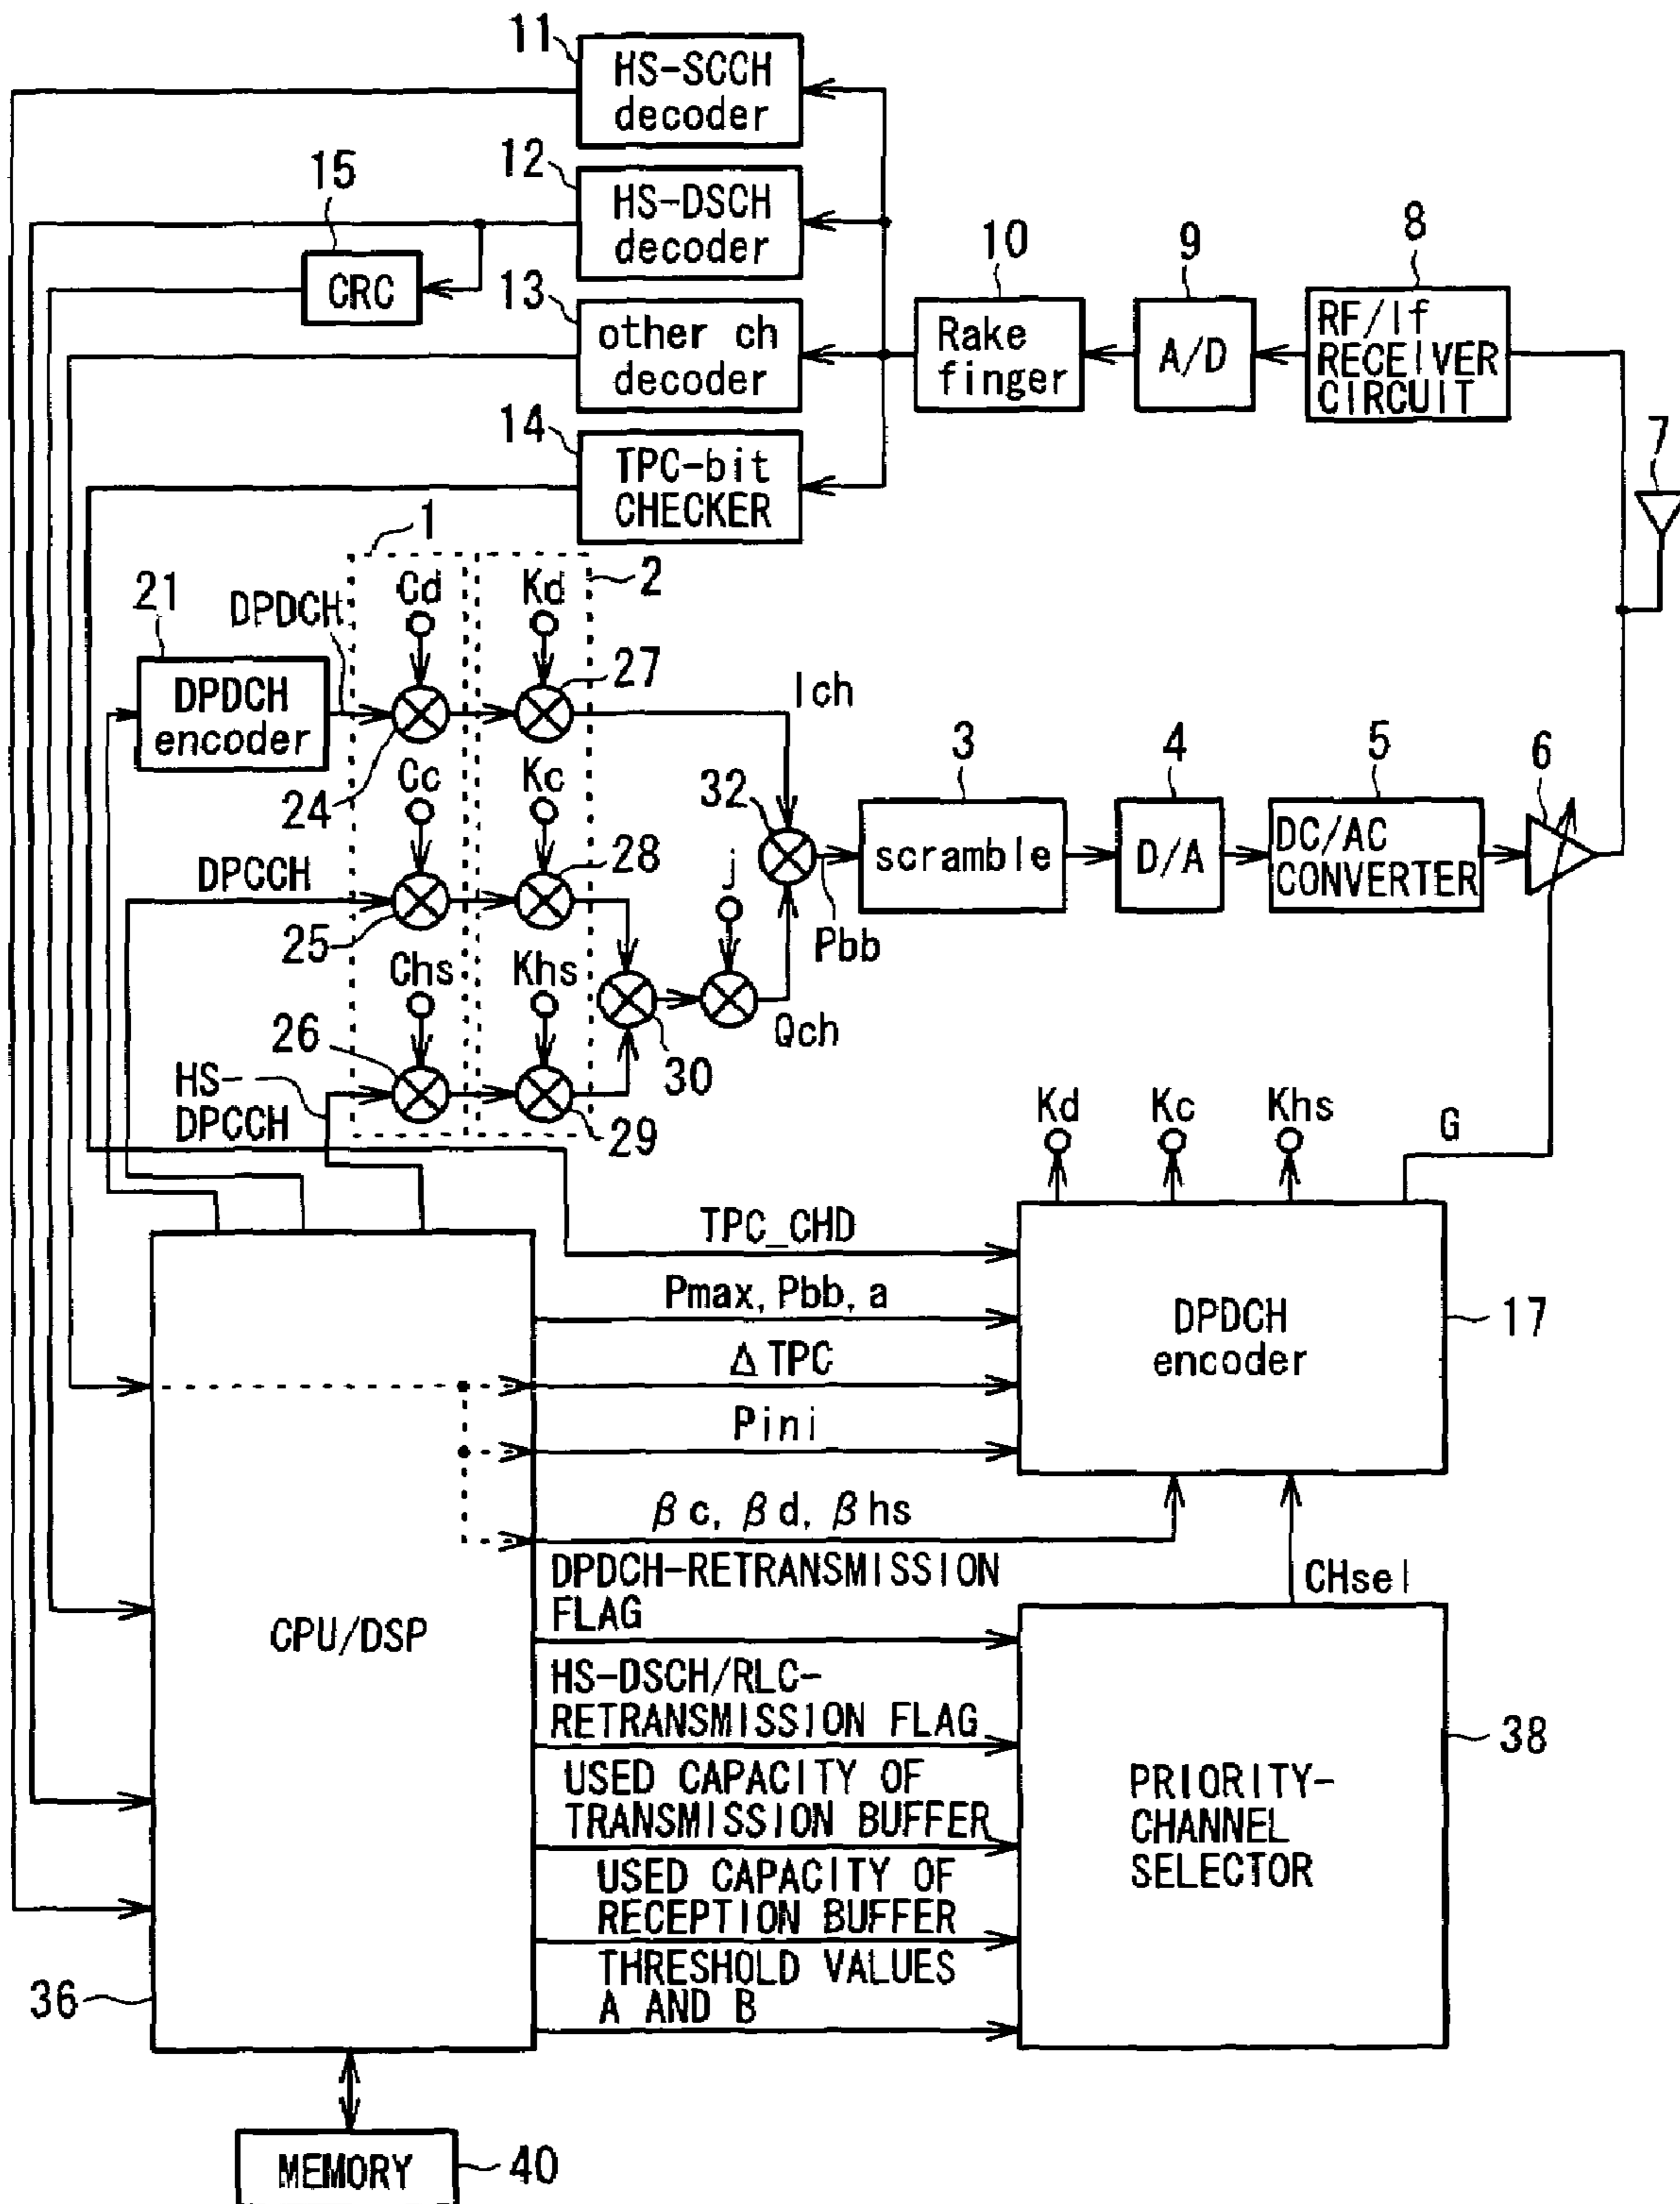 11
HS-SCCH
decoder
12
HS-DSCH
decoder
15
CRC
13
other ch
decoder
14
TPC-bit
CHECKER
10
Rake
finger
9
A/D
8
RF/If
RECEIVER
CIRCUIT
7
1
2
21
DPDCH
DPDCH
encoder
Cd
Kd
24
27
Ich
Cc
Kc
DPCCH
25
28
Chs
Khs
26
HS-
DPCCH
29
30
j
Qch
32
Pbb
3
scramble
4
D/A
5
DC/AC
CONVERTER
6
Kd
Kc
Khs
G
TPC_CHD
Pmax, Pbb, a
ΔTPC
Pini
βc, βd, βhs
DPDCH
encoder
17
DPDCH-RETRANSMISSION
FLAG
HS-DSCH/RLC-
RETRANSMISSION FLAG
USED CAPACITY OF
TRANSMISSION BUFFER
USED CAPACITY OF
RECEPTION BUFFER
THRESHOLD VALUES
A AND B
CHsel
PRIORITY-
CHANNEL
SELECTOR
38
CPU/DSP
36
MEMORY
40